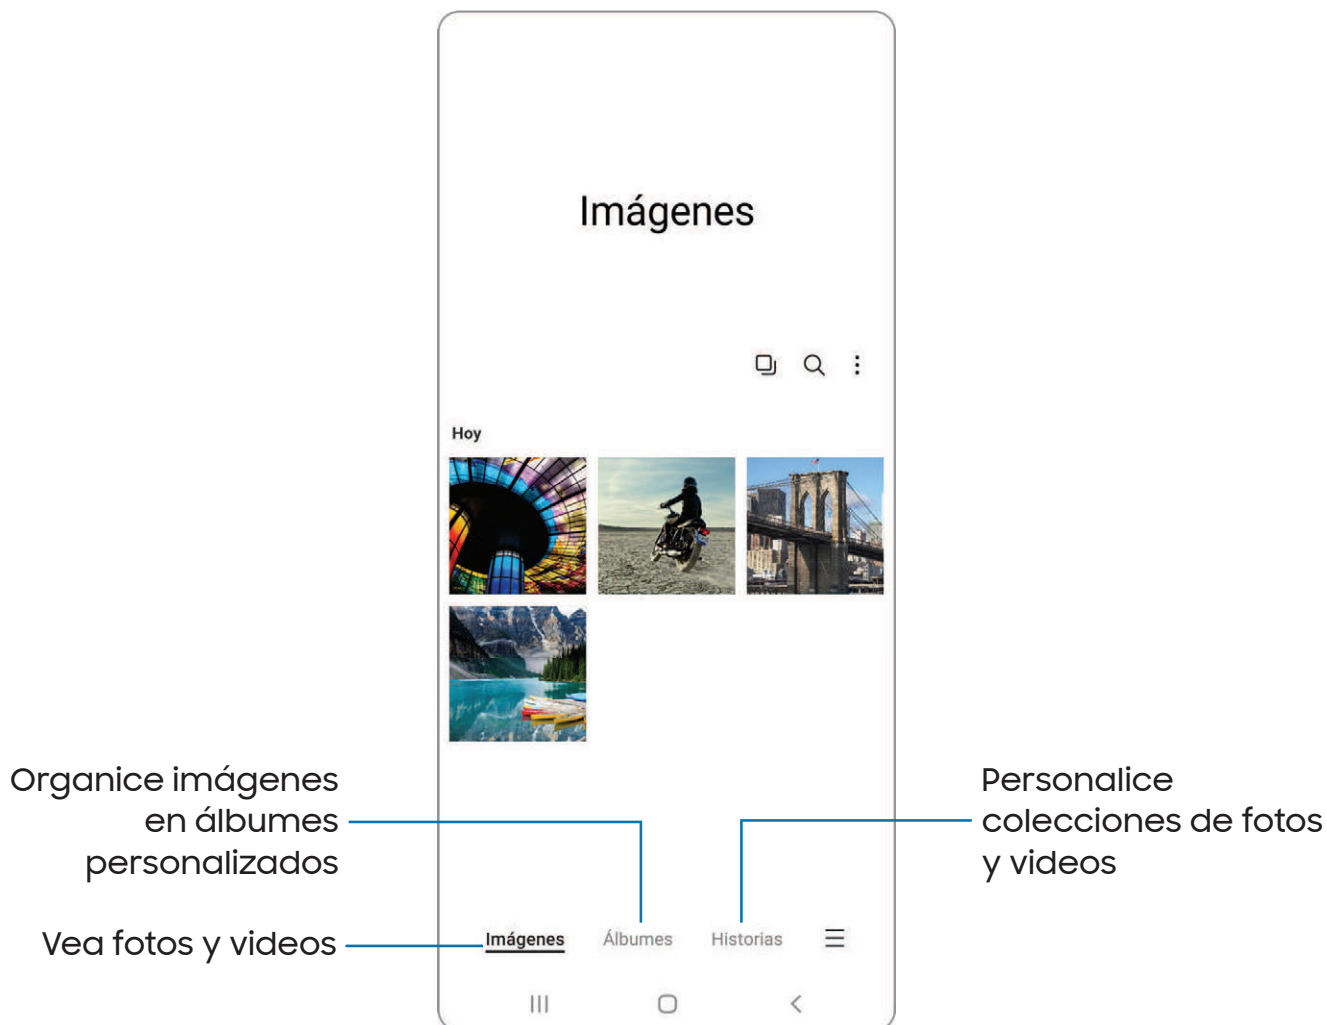 Imágenes
Hoy
Organice imágenes
en álbumes
personalizados
Personalice
colecciones de fotos
y videos
Vea fotos y videos
Imágenes
Álbumes
Historias